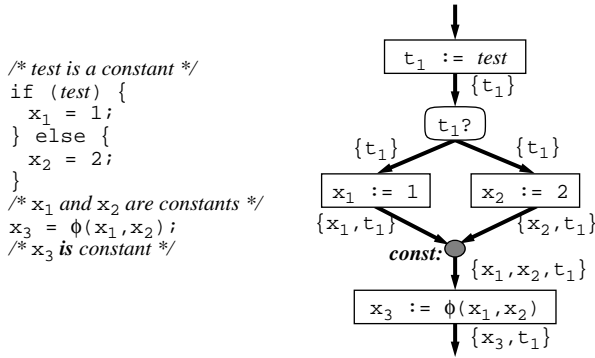 /* test is a constant */
if (test) {
x₁ = 1;
} else {
x₂ = 2;
}
/* x₁ and x₂ are constants */
x₃ = ϕ(x₁,x₂);
/* x₃ is constant */
t₁ := test
{t₁}
t₁?
{t₁}
{t₁}
x₁ := 1
x₂ := 2
{x₁,t₁}
{x₂,t₁}
const:
{x₁,x₂,t₁}
x₃ := ϕ(x₁,x₂)
{x₃,t₁}